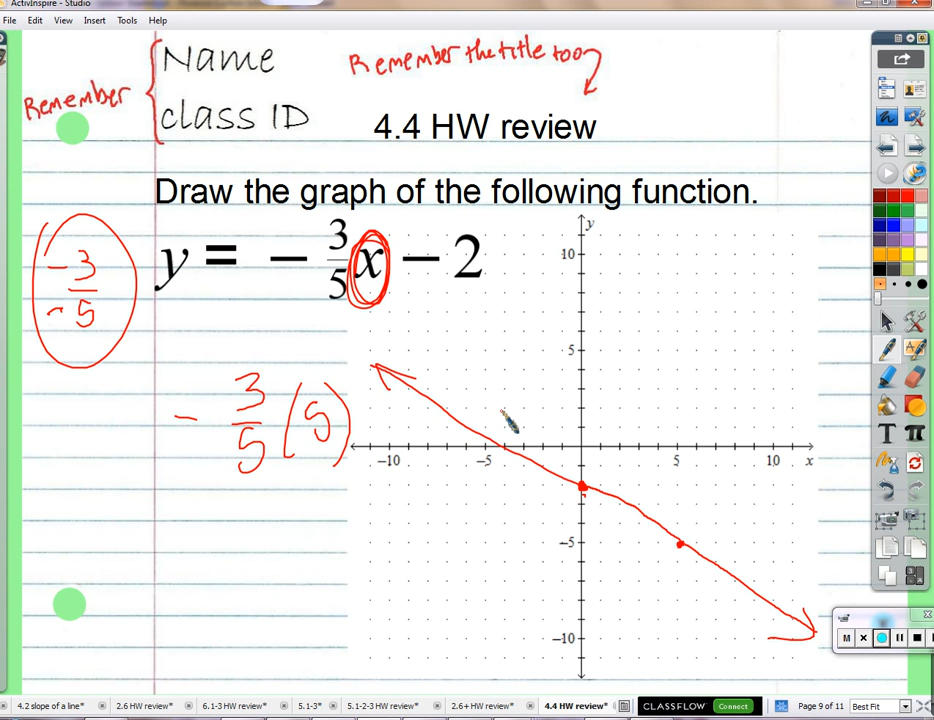 ActivInspire - Studio
File Edit View Insert Tools Help
Name
class ID
Remember
Remember the title too
4.4 HW review
Draw the graph of the following function.
y = − 3/5 x − 2
− 3
− 5
− 3/5 (5)
y
10
5
−10 −5 5 10 x
−5
−10
4.2 slope of a line* 2.6 HW review* 6.1-3 HW review* 5.1-3* 5.1-2-3 HW review* 2.6+ HW review* 4.4 HW review* CLASSFLOW Connect Page 9 of 11 Best Fit
M
T π